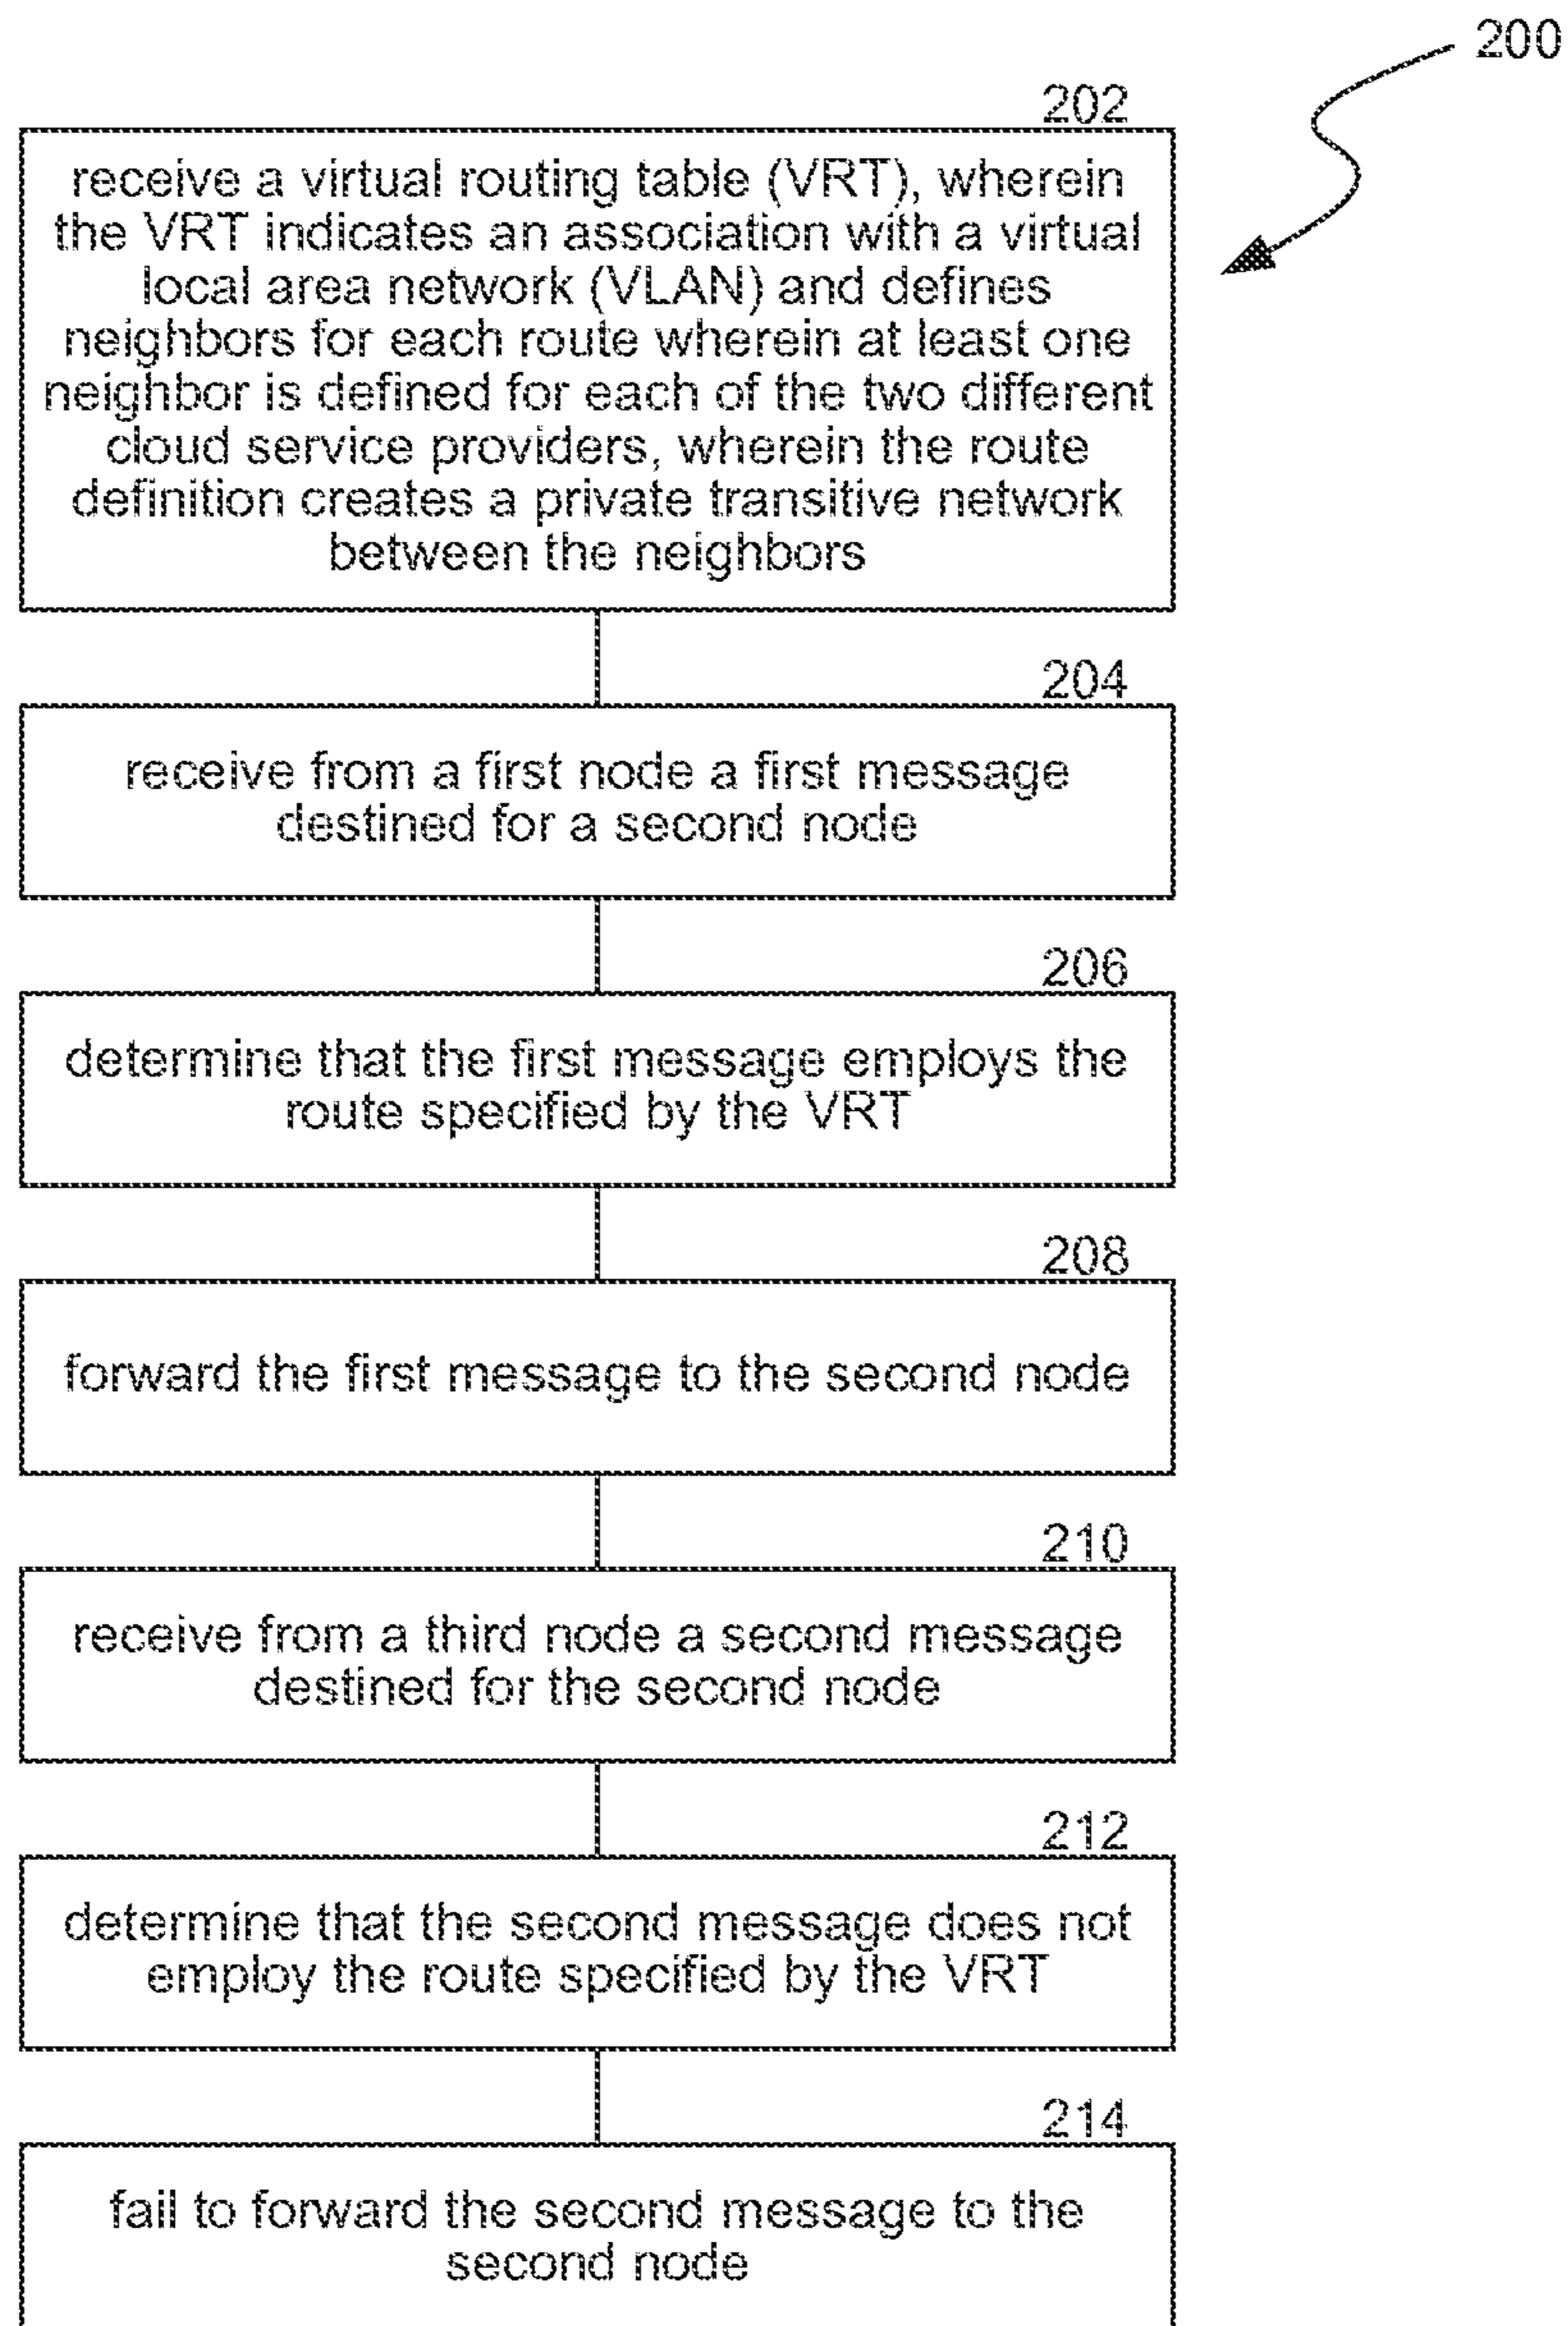 200
202
receive a virtual routing table (VRT), wherein
the VRT indicates an association with a virtual
local area network (VLAN) and defines
neighbors for each route wherein at least one
neighbor is defined for each of the two different
cloud service providers, wherein the route
definition creates a private transitive network
between the neighbors
204
receive from a first node a first message
destined for a second node
206
determine that the first message employs the
route specified by the VRT
208
forward the first message to the second node
210
receive from a third node a second message
destined for the second node
212
determine that the second message does not
employ the route specified by the VRT
214
fail to forward the second message to the
second node